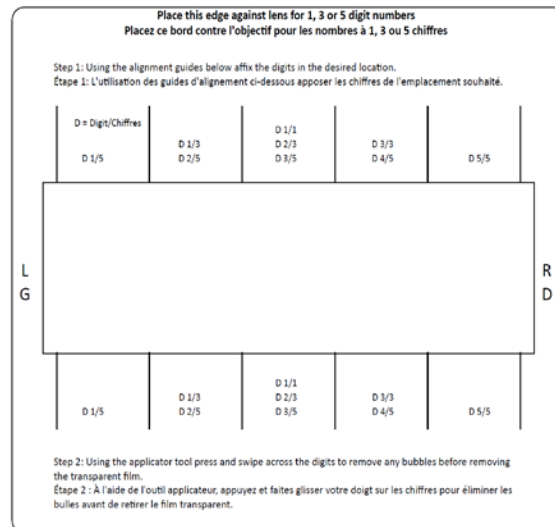 Place this edge against lens for 1, 3 or 5 digit numbers
Placez ce bord contre l'objectif pour les nombres à 1, 3 ou 5 chiffres
Step 1: Using the alignment guides below affix the digits in the desired location.
Étape 1: L'utilisation des guides d'alignement ci-dessous apposer les chiffres de l'emplacement souhaité.
D = Digit/Chiffres
D 1/1
D 1/3 D 2/3 D 3/3
D 1/5 D 2/5 D 3/5 D 4/5 D 5/5
L R
G D
D 1/1
D 1/3 D 2/3 D 3/3
D 1/5 D 2/5 D 3/5 D 4/5 D 5/5
Step 2: Using the applicator tool press and swipe across the digits to remove any bubbles before removing
the transparent film.
Étape 2 : À l'aide de l'outil applicateur, appuyez et faites glisser votre doigt sur les chiffres pour éliminer les
bulles avant de retirer le film transparent.